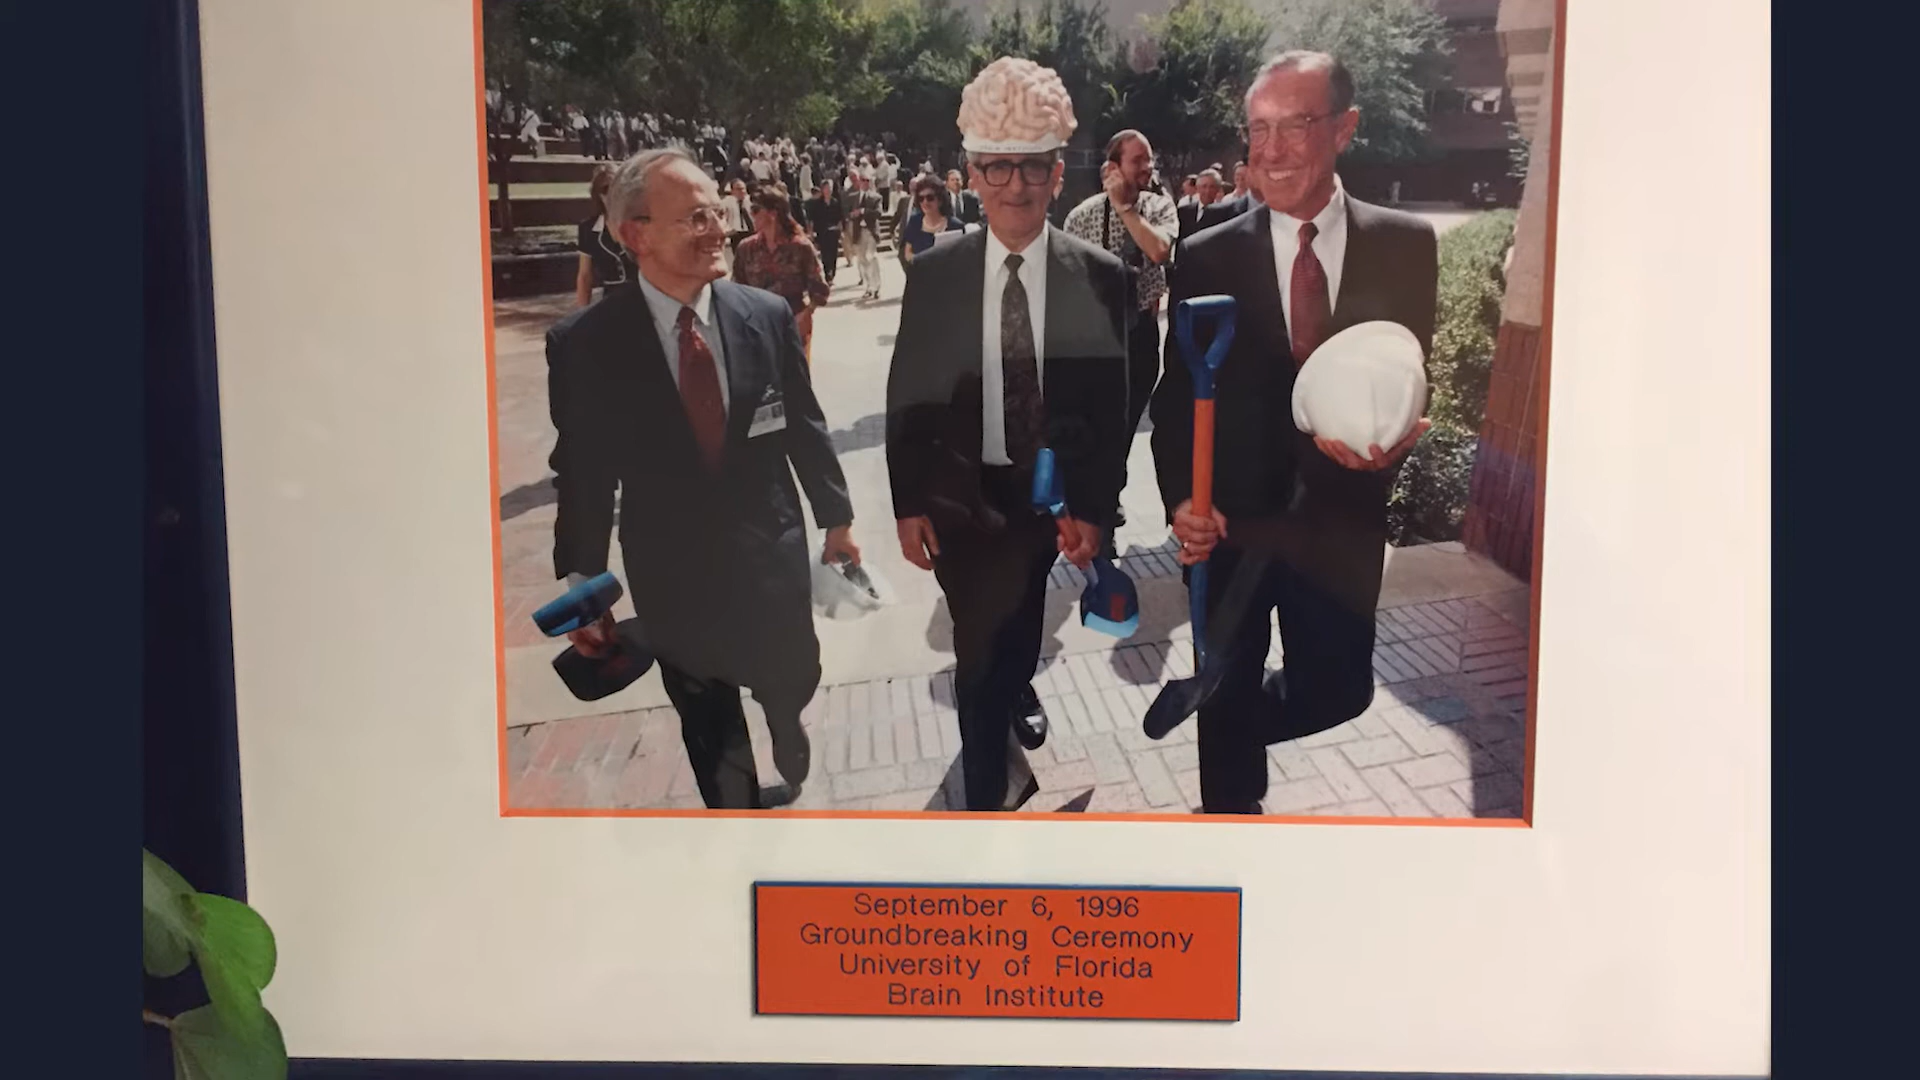 September 6, 1996
Groundbreaking Ceremony
University of Florida
Brain Institute